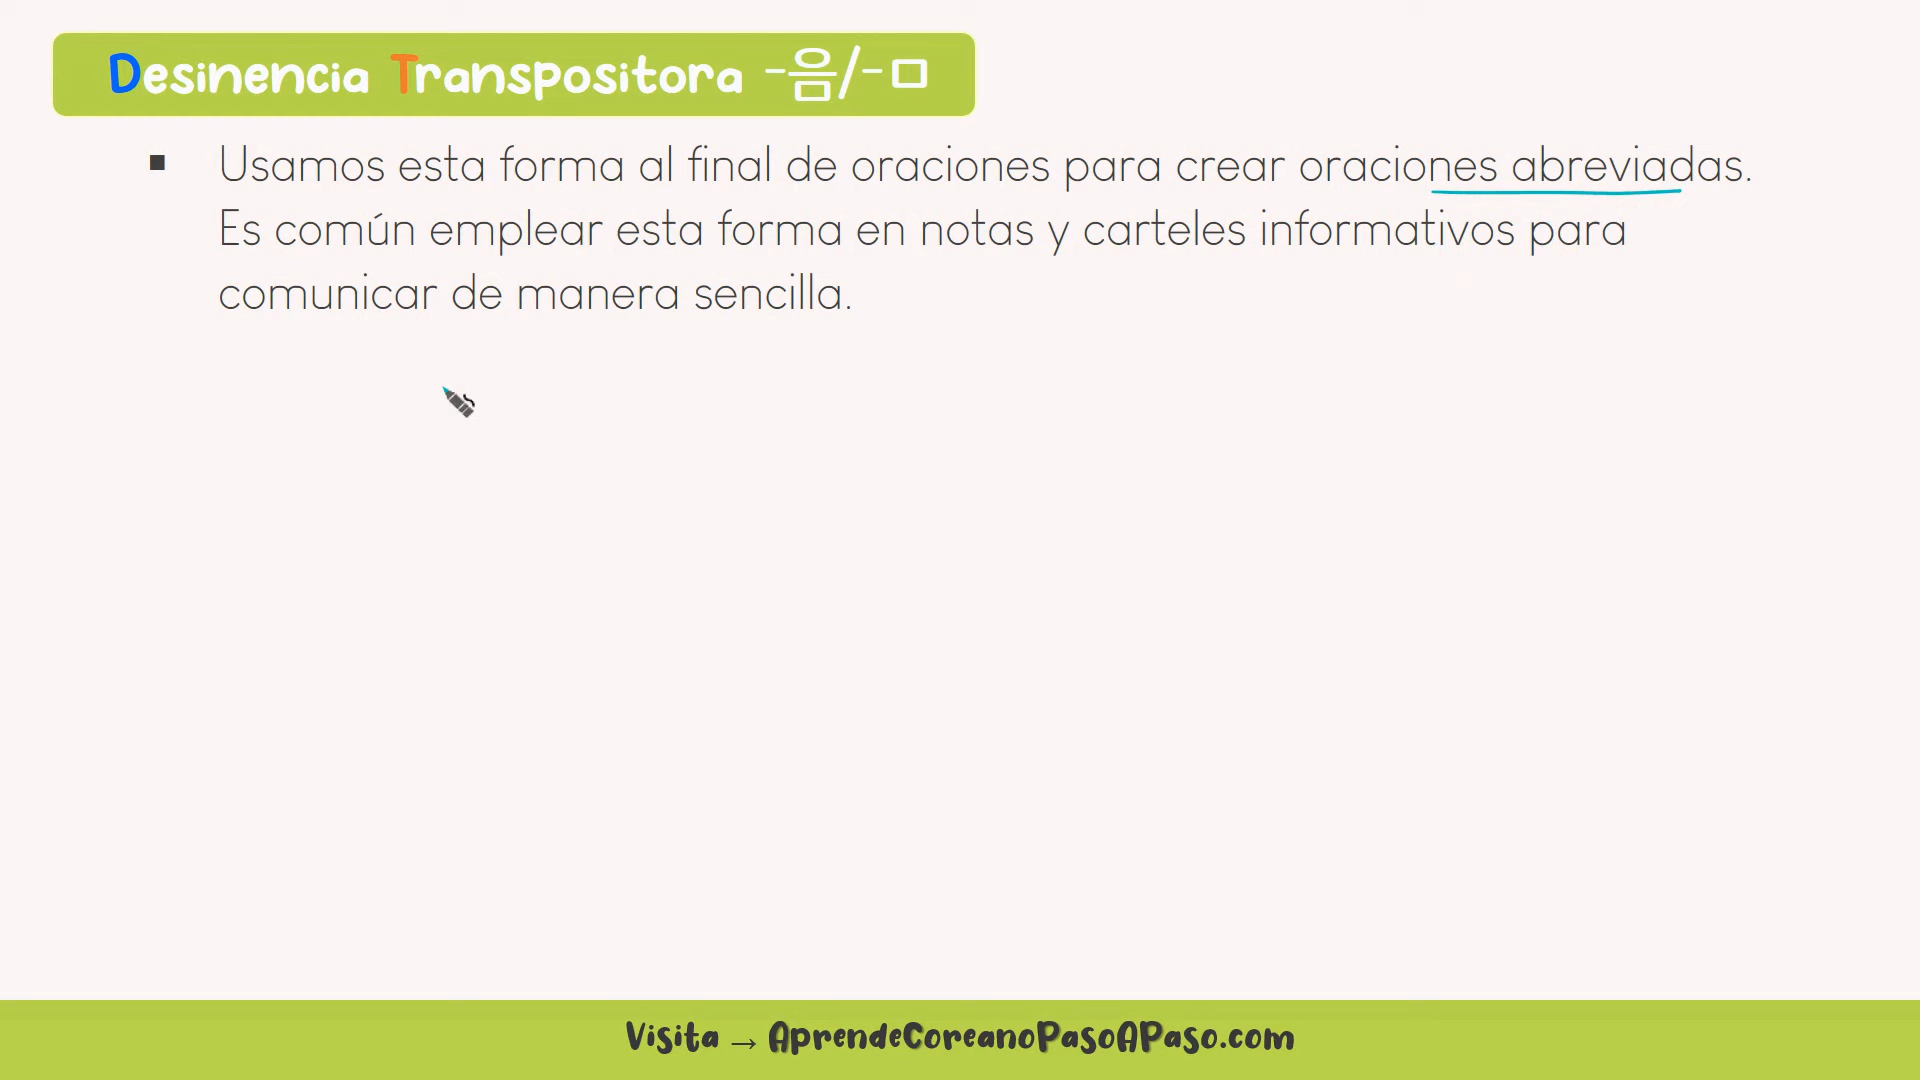 Desinencia Transpositora -음/-ㅁ
▪ Usamos esta forma al final de oraciones para crear oraciones abreviadas.
Es común emplear esta forma en notas y carteles informativos para
comunicar de manera sencilla.
Visita → AprendeCoreanoPasoAPaso.com